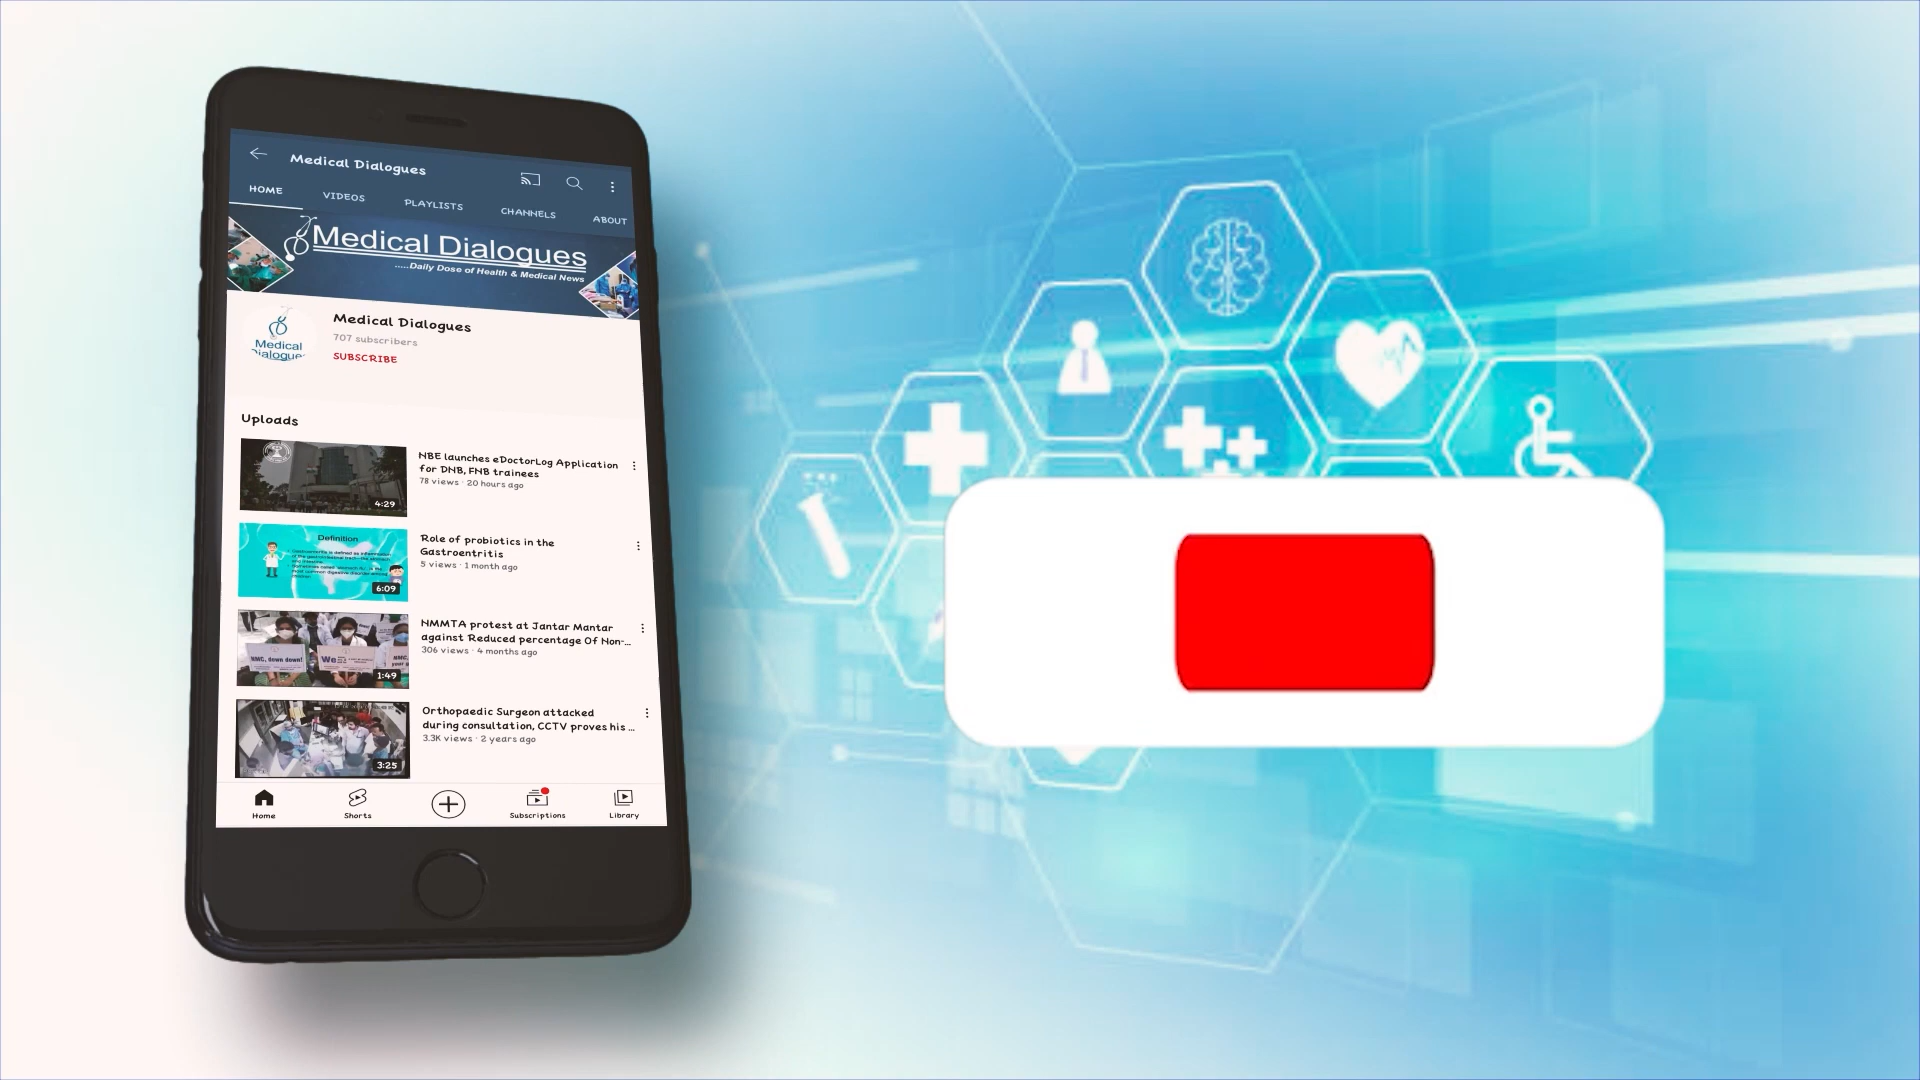 Medical Dialogues
HOME VIDEOS PLAYLISTS CHANNELS ABOUT
Medical Dialogues
.....Daily Dose of Health & Medical News
Medical
Dialogue
Medical Dialogues
707 subscribers
SUBSCRIBE
Uploads
4:29
NBE launches eDoctorLog Application
for DNB, FNB trainees
78 views · 20 hours ago
Definition
6:09
Role of probiotics in the
Gastroentritis
5 views · 1 month ago
NMC, down down!
We
1:49
NMMTA protest at Jantar Mantar
against Reduced percentage Of Non-...
306 views · 4 months ago
3:25
Orthopaedic Surgeon attacked
during consultation, CCTV proves his ...
3.3K views · 2 years ago
Home Shorts Subscriptions Library